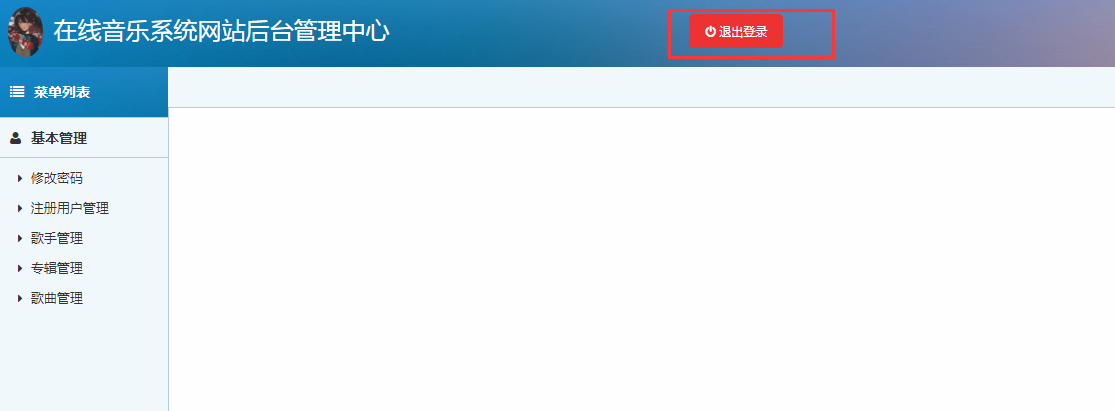 在线音乐系统网站后台管理中心
退出登录
菜单列表
基本管理
修改密码
注册用户管理
歌手管理
专辑管理
歌曲管理